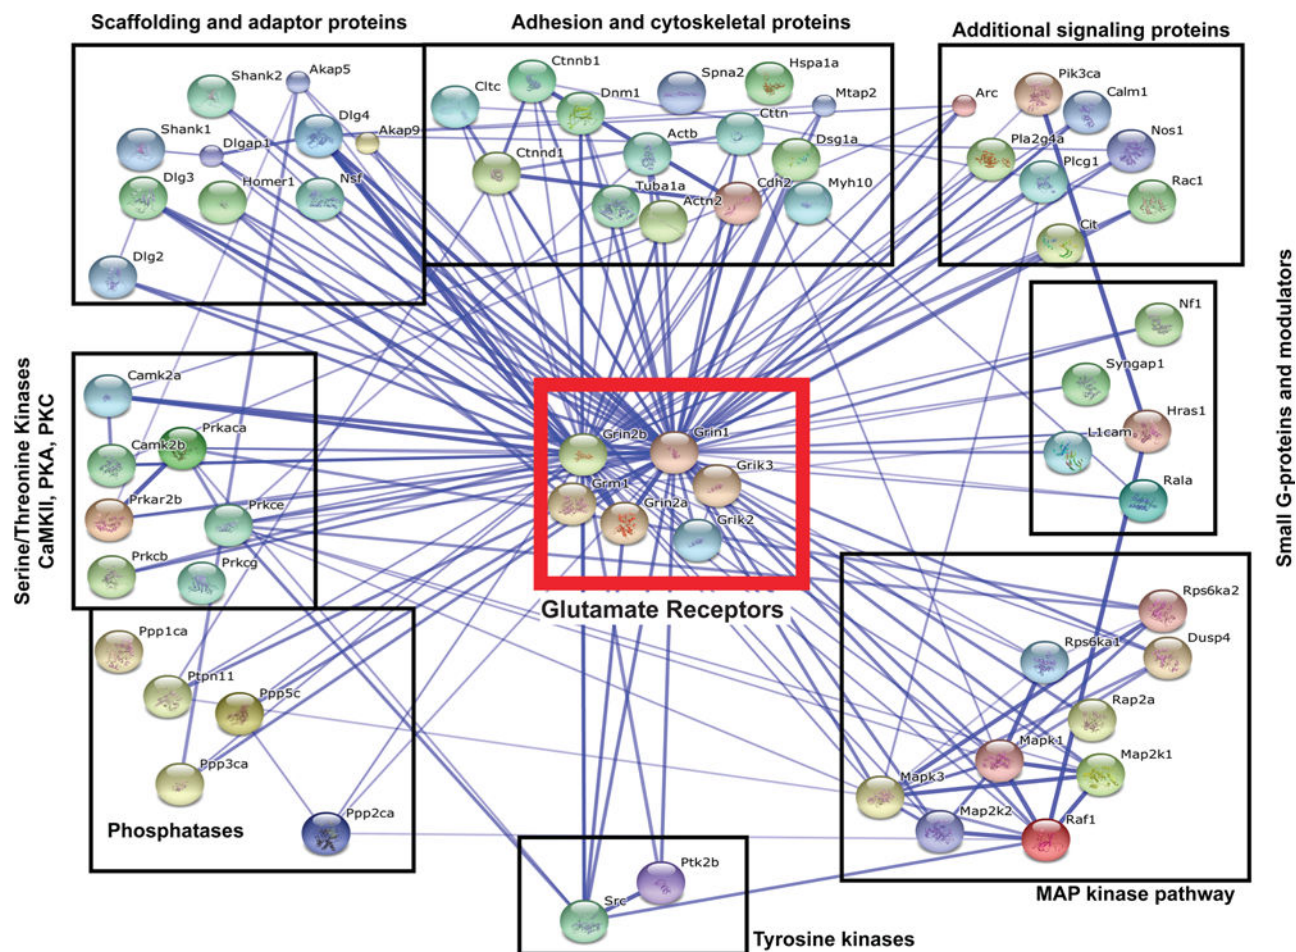 Scaffolding and adaptor proteins
Adhesion and cytoskeletal proteins
Additional signaling proteins
Shank2
Akap5
Dlg4
Akap9
Shank1
Dlgap1
Dlg3
Homer1
Nsf
Dlg2
Ctnnb1
Cltc
Dnm1
Spna2
Hspa1a
Mtap2
Cttn
Actb
Dsg1a
Ctnnd1
Tuba1a
Actn2
Cdh2
Myh10
Arc
Pik3ca
Calm1
Pla2g4a
Nos1
Plcg1
Rac1
Cit
Small G-proteins and modulators
Nf1
Syngap1
Hras1
L1cam
Rala
Serine/Threonine Kinases
CaMKII, PKA, PKC
Camk2a
Prkaca
Camk2b
Prkar2b
Prkce
Prkcb
Prkcg
Grin2b
Grin1
Grik3
Grm1
Grin2a
Grik2
Glutamate Receptors
Ppp1ca
Ptpn11
Ppp5c
Ppp3ca
Ppp2ca
Phosphatases
Rps6ka2
Rps6ka1
Dusp4
Rap2a
Mapk1
Map2k1
Mapk3
Map2k2
Raf1
MAP kinase pathway
Ptk2b
Src
Tyrosine kinases